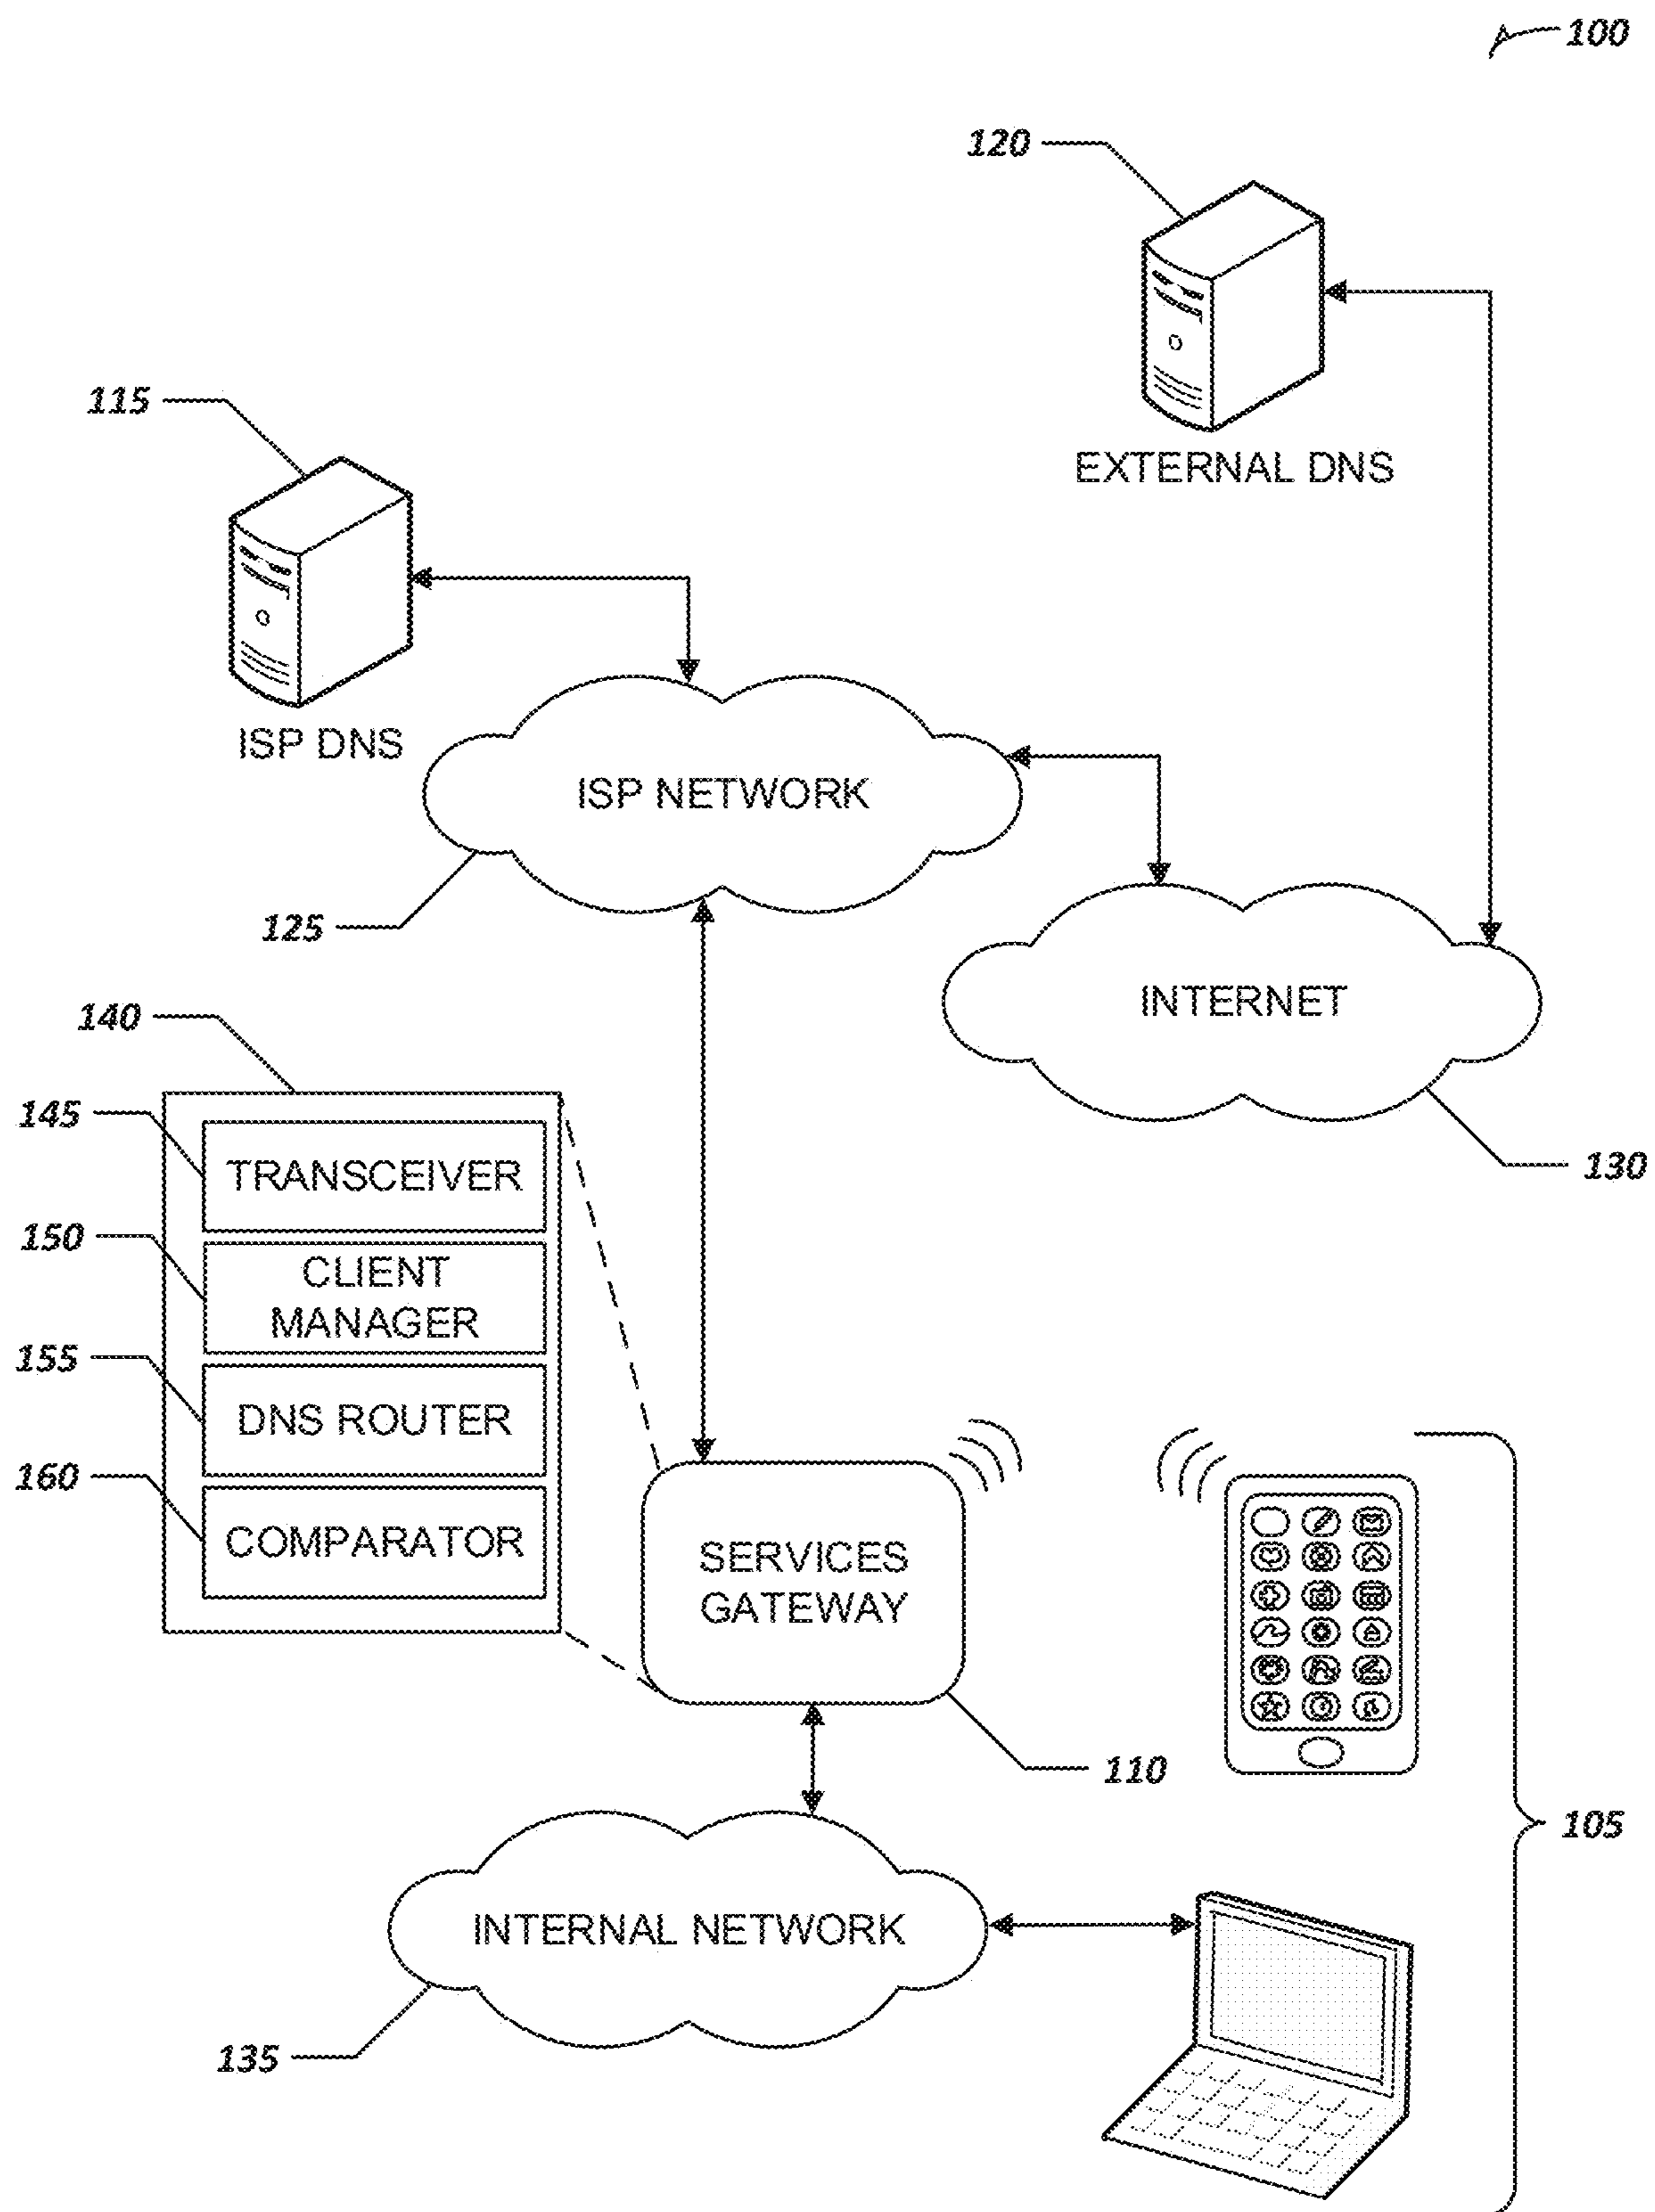 100
120
EXTERNAL DNS
115
ISP DNS
ISP NETWORK
125
INTERNET
130
140
145
TRANSCEIVER
150
CLIENT
MANAGER
155
DNS ROUTER
160
COMPARATOR
SERVICES
GATEWAY
110
105
INTERNAL NETWORK
135